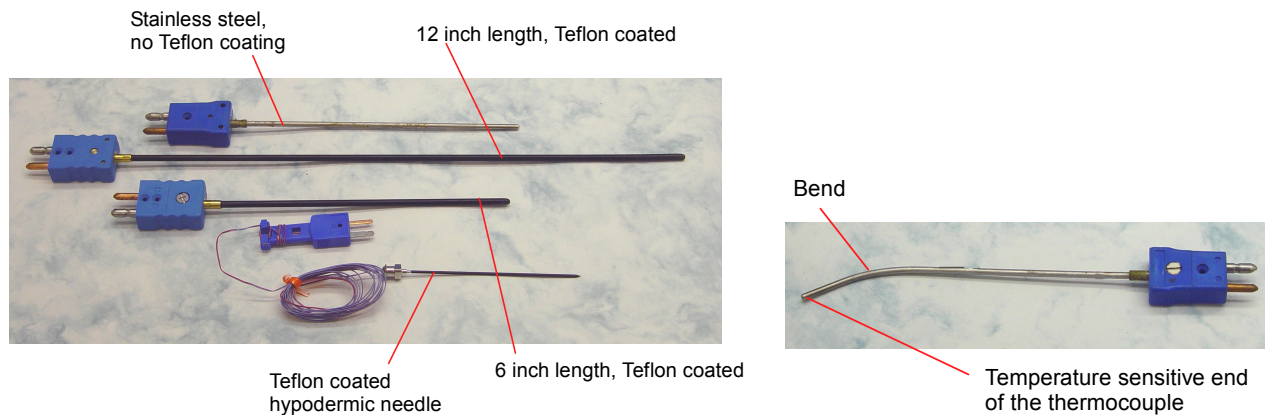 Stainless steel,
no Teflon coating
12 inch length, Teflon coated
Teflon coated
hypodermic needle
6 inch length, Teflon coated
Bend
Temperature sensitive end
of the thermocouple